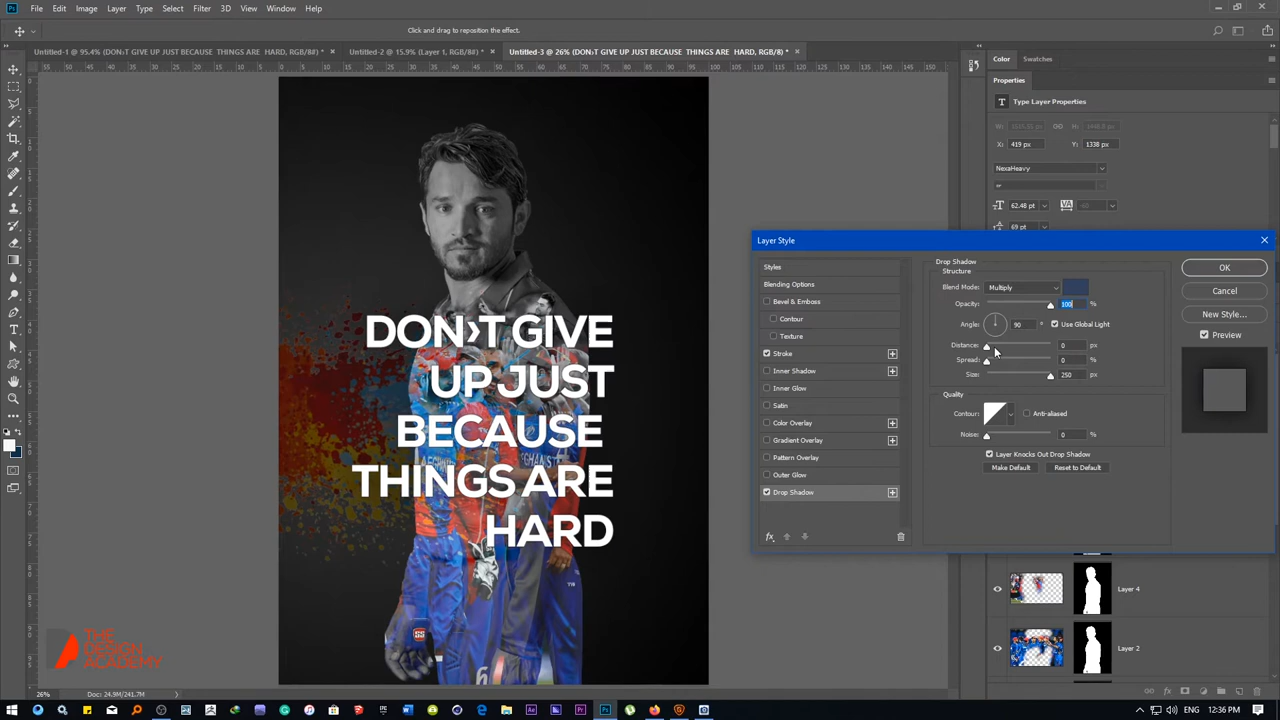 Ps File Edit Image Layer Type Select Filter 3D View Window Help
Click and drag to reposition the effect.
Untitled-1 @ 95.4% (DON›T GIVE UP JUST BECAUSE THINGS ARE HARD, RGB/8#) *
Untitled-2 @ 15.9% (Layer 1, RGB/8#) *
Untitled-3 @ 26% (DON›T GIVE UP JUST BECAUSE THINGS ARE HARD, RGB/8) *
Color Swatches
Properties
T Type Layer Properties
X: 419 px Y: 1338 px
NexaHeavy
62.48 pt
69 pt
DON›T GIVE
UP JUST
BECAUSE
THINGS ARE
HARD
SS
THE
DESIGN
ACADEMY
Layer Style
Styles
Blending Options
Bevel & Emboss
Contour
Texture
Stroke
Inner Shadow
Inner Glow
Satin
Color Overlay
Gradient Overlay
Pattern Overlay
Outer Glow
Drop Shadow
fx
Drop Shadow
Structure
Blend Mode: Multiply
Opacity: 100 %
Angle: 90 ° Use Global Light
Distance: 0 px
Spread: 0 %
Size: 250 px
Quality
Contour: Anti-aliased
Noise: 0 %
Layer Knocks Out Drop Shadow
Make Default Reset to Default
OK
Cancel
New Style...
Preview
Layer 4
Layer 2
26% Doc: 24.9M/241.7M
ENG 12:36 PM